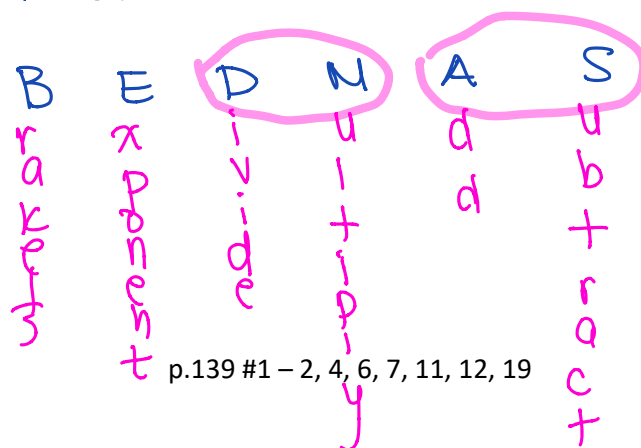 Brakets
Exponent
Divide
Multiply
Add
Subtract
p.139 #1 – 2, 4, 6, 7, 11, 12, 19